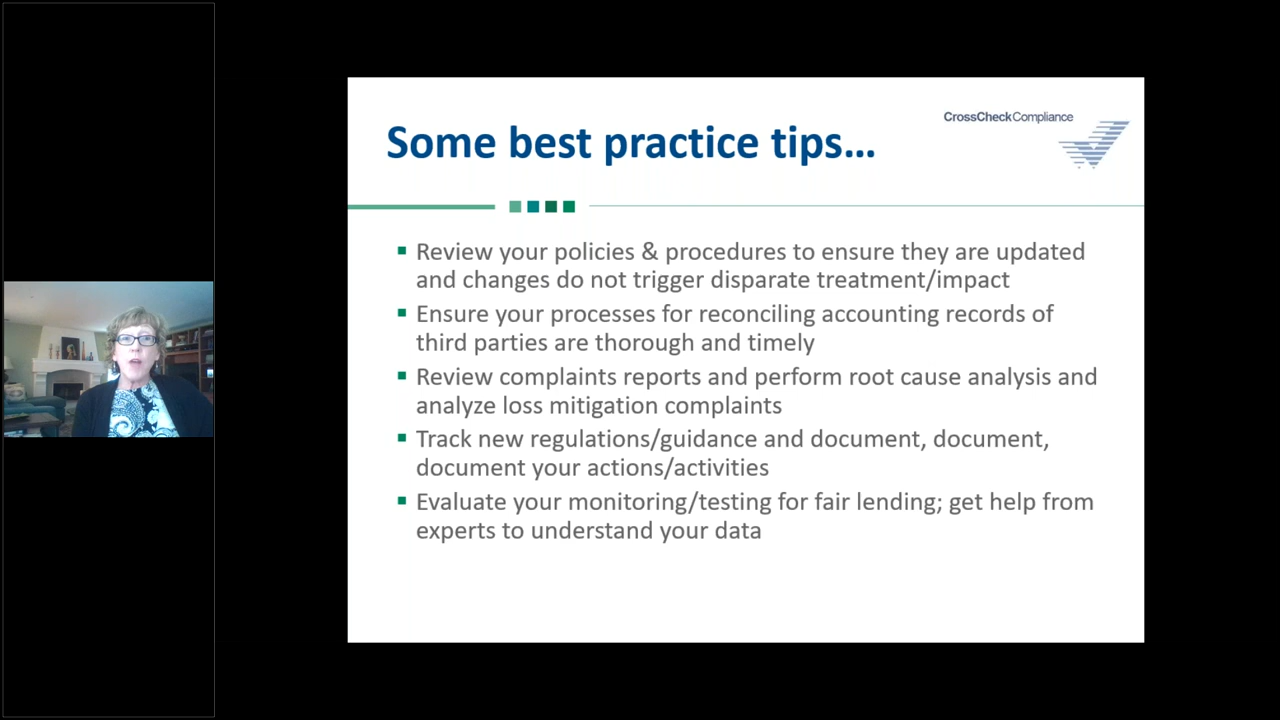 CrossCheckCompliance
Some best practice tips...
Review your policies & procedures to ensure they are updated
and changes do not trigger disparate treatment/impact
Ensure your processes for reconciling accounting records of
third parties are thorough and timely
Review complaints reports and perform root cause analysis and
analyze loss mitigation complaints
Track new regulations/guidance and document, document,
document your actions/activities
Evaluate your monitoring/testing for fair lending; get help from
experts to understand your data